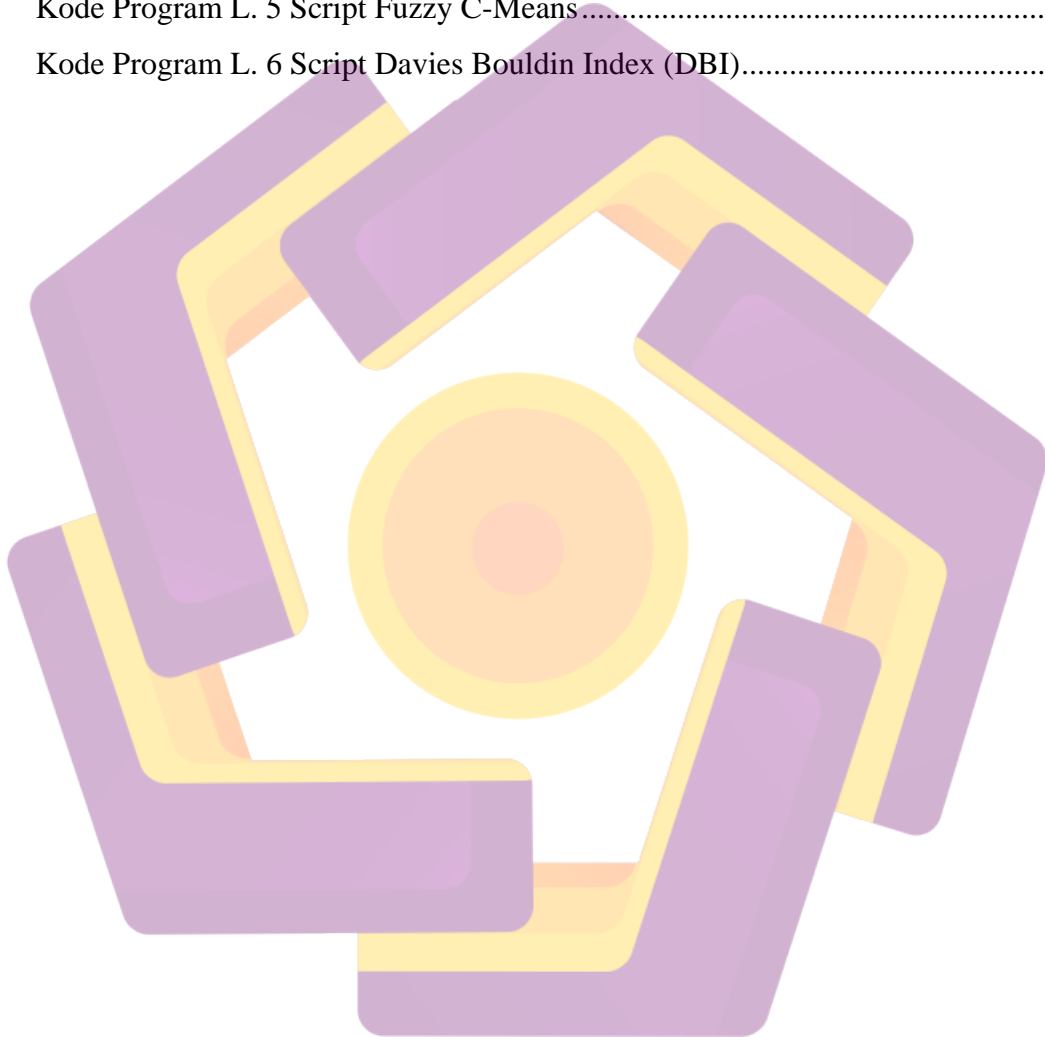 Kode Program L. 5 Script Fuzzy C-Means..........................................................
Kode Program L. 6 Script Davies Bouldin Index (DBI)......................................